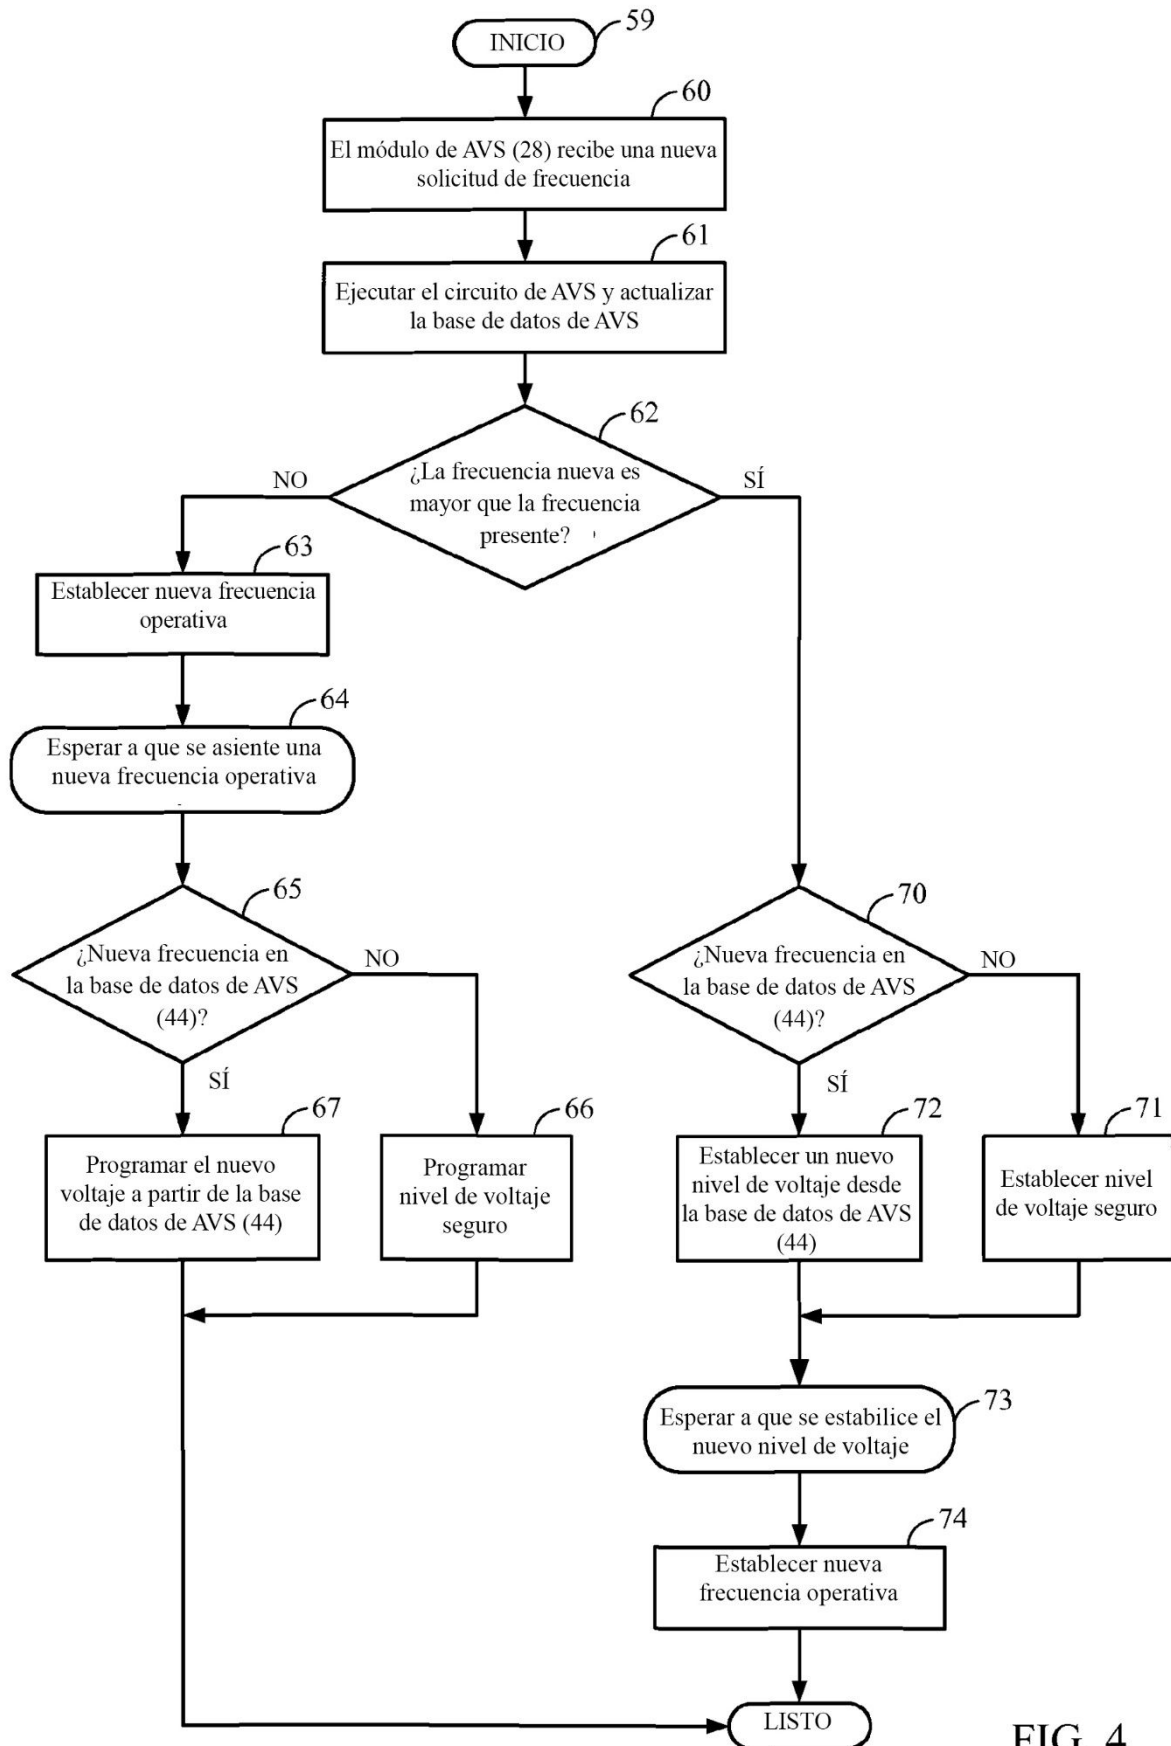 INICIO
59
60
El módulo de AVS (28) recibe una nueva
solicitud de frecuencia
61
Ejecutar el circuito de AVS y actualizar
la base de datos de AVS
62
¿La frecuencia nueva es
mayor que la frecuencia
presente?
NO
SÍ
63
Establecer nueva frecuencia
operativa
64
Esperar a que se asiente una
nueva frecuencia operativa
65
¿Nueva frecuencia en
la base de datos de AVS
(44)?
NO
SÍ
67
Programar el nuevo
voltaje a partir de la base
de datos de AVS (44)
66
Programar
nivel de voltaje
seguro
70
¿Nueva frecuencia en
la base de datos de AVS
(44)?
NO
SÍ
72
Establecer un nuevo
nivel de voltaje desde
la base de datos de AVS
(44)
71
Establecer nivel
de voltaje seguro
73
Esperar a que se estabilice el
nuevo nivel de voltaje
74
Establecer nueva
frecuencia operativa
LISTO
FIG. 4